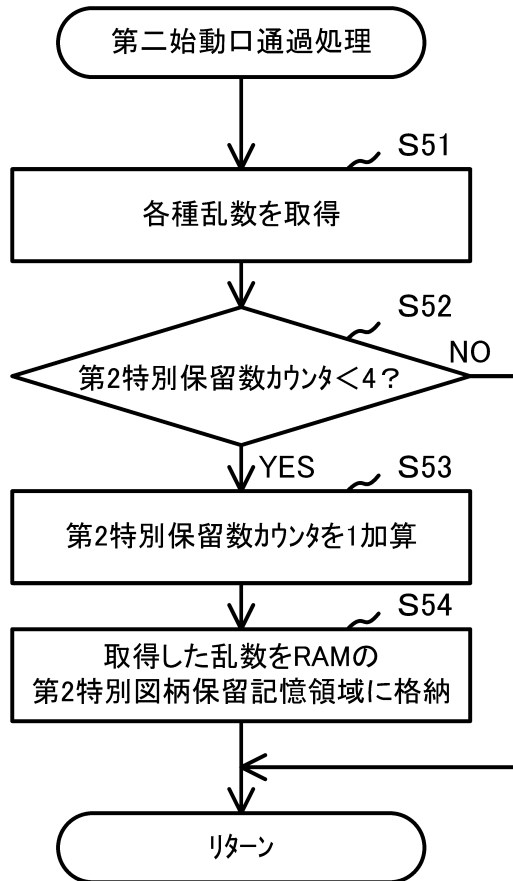 第二始動口通過処理
S51
各種乱数を取得
S52
第2特別保留数カウンタ＜4？
NO
YES
S53
第2特別保留数カウンタを1加算
S54
取得した乱数をRAMの
第2特別図柄保留記憶領域に格納
リターン